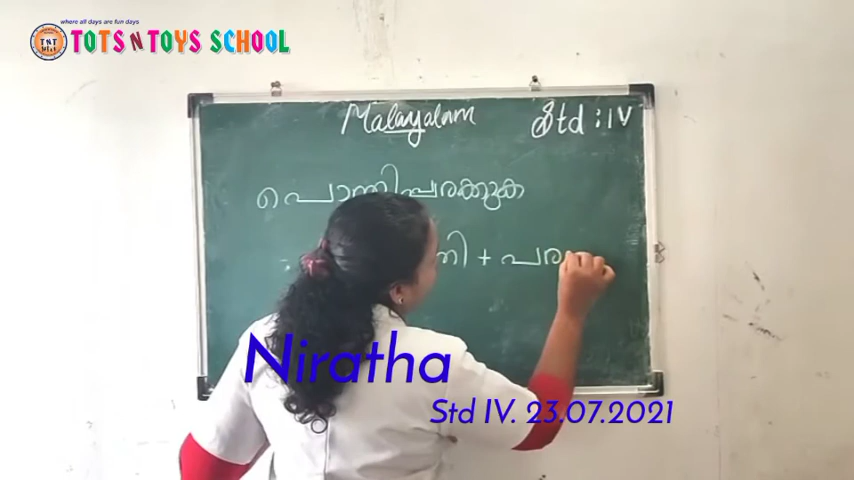 where all days are fun days
TNT
TOTS N TOYS SCHOOL
Malayalam Std : IV
പൊന്നിപ്പരക്കുക
നി + പര
Niratha
Std IV. 23.07.2021